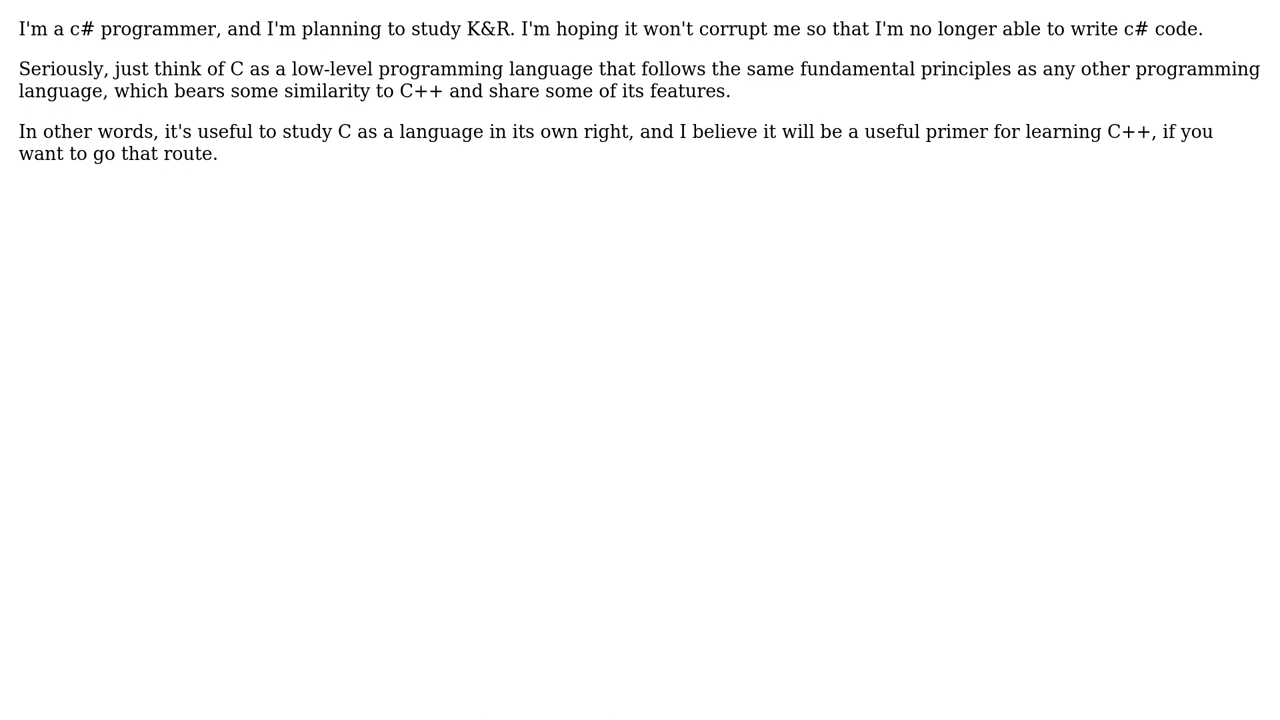 I'm a c# programmer, and I'm planning to study K&R. I'm hoping it won't corrupt me so that I'm no longer able to write c# code.
Seriously, just think of C as a low-level programming language that follows the same fundamental principles as any other programming
language, which bears some similarity to C++ and share some of its features.
In other words, it's useful to study C as a language in its own right, and I believe it will be a useful primer for learning C++, if you
want to go that route.